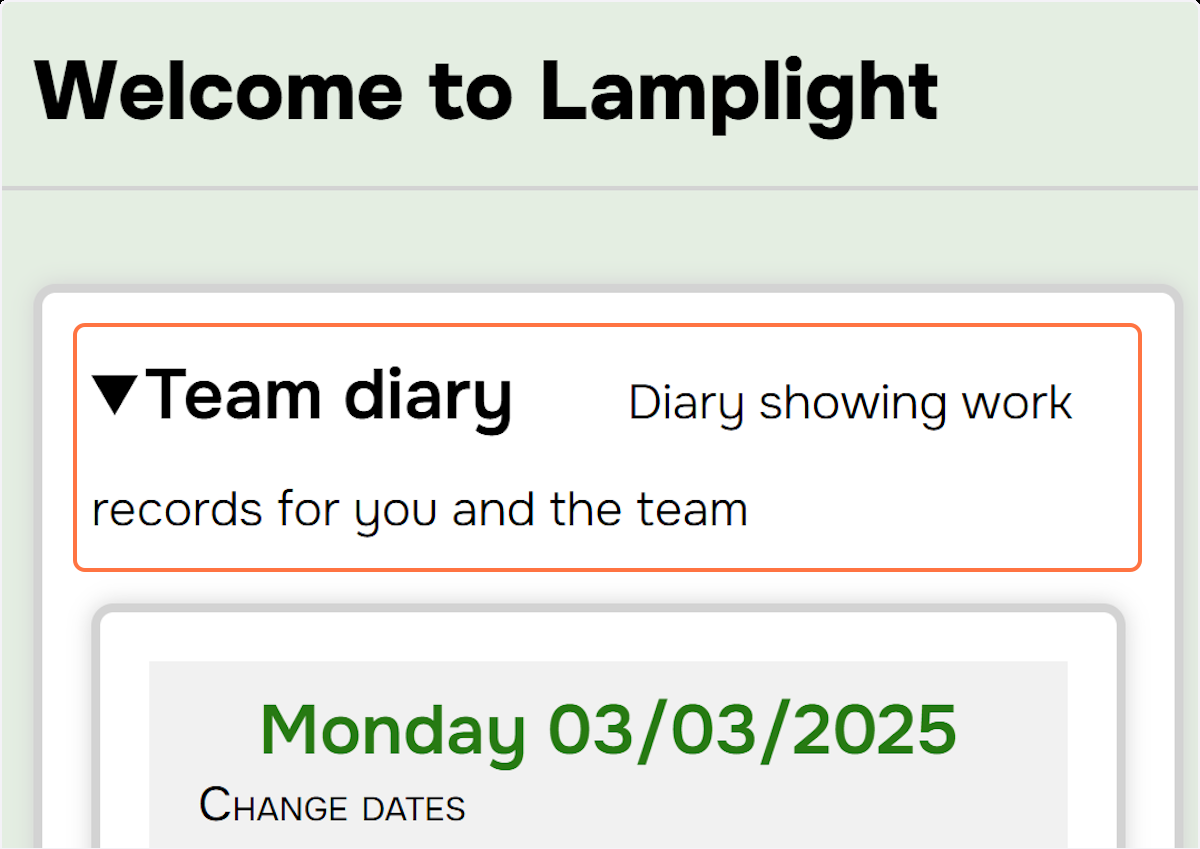 Welcome to Lamplight
▼Team diary Diary showing work
records for you and the team
Monday 03/03/2025
Change dates